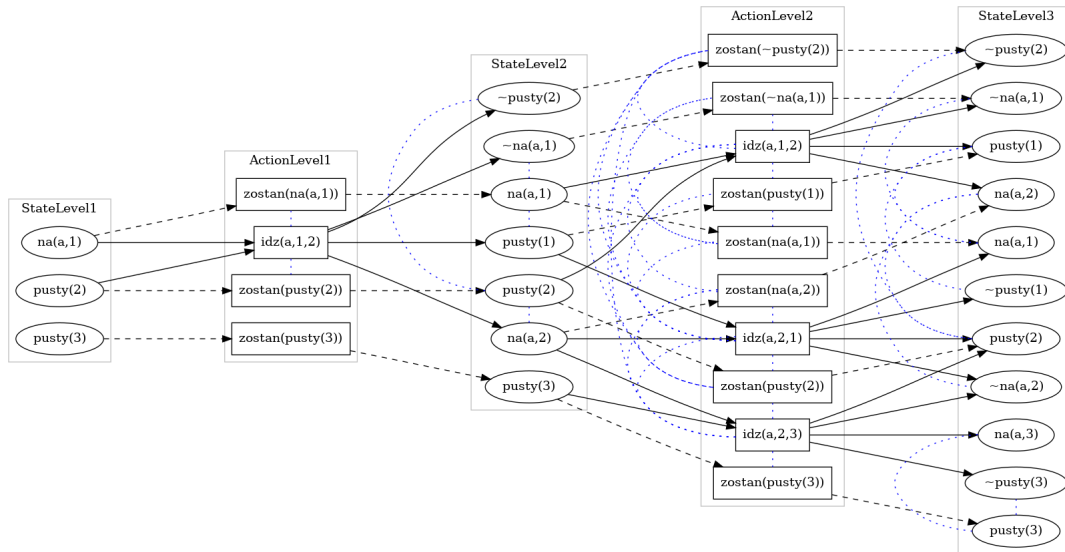 StateLevel1
na(a,1)
pusty(2)
pusty(3)
ActionLevel1
zostan(na(a,1))
idz(a,1,2)
zostan(pusty(2))
zostan(pusty(3))
StateLevel2
~pusty(2)
~na(a,1)
na(a,1)
pusty(1)
pusty(2)
na(a,2)
pusty(3)
ActionLevel2
zostan(~pusty(2))
zostan(~na(a,1))
idz(a,1,2)
zostan(pusty(1))
zostan(na(a,1))
zostan(na(a,2))
idz(a,2,1)
zostan(pusty(2))
idz(a,2,3)
zostan(pusty(3))
StateLevel3
~pusty(2)
~na(a,1)
pusty(1)
na(a,2)
na(a,1)
~pusty(1)
pusty(2)
~na(a,2)
na(a,3)
~pusty(3)
pusty(3)